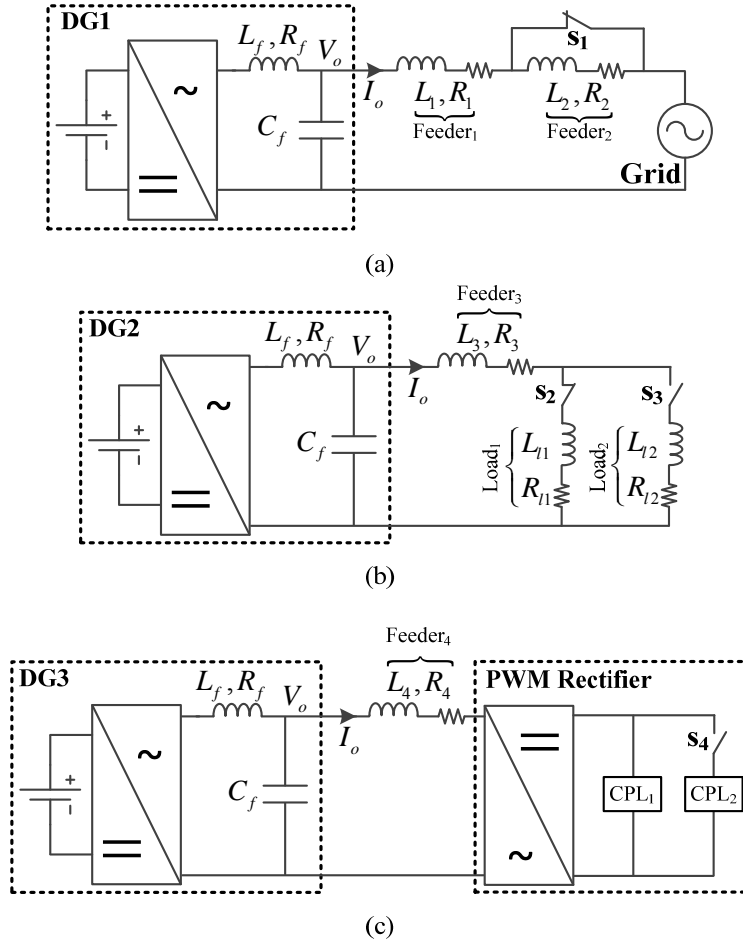 DG1
L_f, R_f
V_o
I_o
C_f
+
-
~
=
L_1, R_1
Feeder_1
s_1
L_2, R_2
Feeder_2
Grid
(a)
DG2
L_f, R_f
V_o
I_o
C_f
+
-
~
=
Feeder_3
L_3, R_3
s_2
s_3
Load_1
L_l1
R_l1
Load_2
L_l2
R_l2
(b)
DG3
L_f, R_f
V_o
I_o
C_f
+
-
~
=
Feeder_4
L_4, R_4
PWM Rectifier
=
~
s_4
CPL_1
CPL_2
(c)